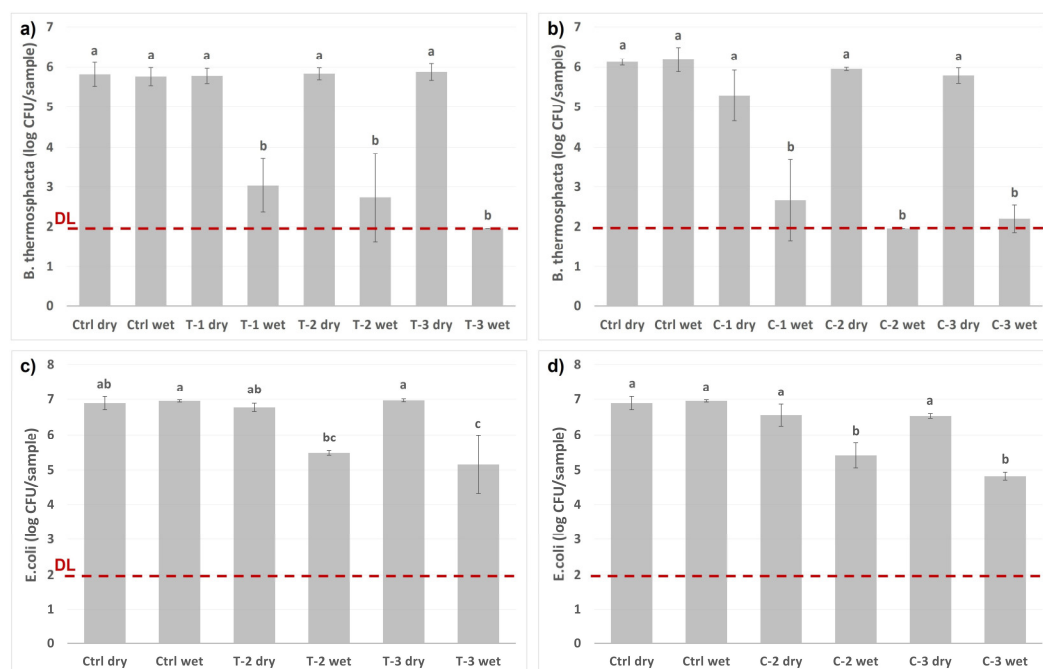 a)
B. thermosphacta (log CFU/sample)
7
6
5
4
3
2
1
0
DL
a
a
a
b
a
b
a
b
Ctrl dry
Ctrl wet
T-1 dry
T-1 wet
T-2 dry
T-2 wet
T-3 dry
T-3 wet
b)
B. thermosphacta (log CFU/sample)
7
6
5
4
3
2
1
0
a
a
a
b
a
b
a
b
Ctrl dry
Ctrl wet
C-1 dry
C-1 wet
C-2 dry
C-2 wet
C-3 dry
C-3 wet
c)
E.coli (log CFU/sample)
8
7
6
5
4
3
2
1
0
DL
ab
a
ab
bc
a
c
Ctrl dry
Ctrl wet
T-2 dry
T-2 wet
T-3 dry
T-3 wet
d)
E.coli (log CFU/sample)
8
7
6
5
4
3
2
1
0
a
a
a
b
a
b
Ctrl dry
Ctrl wet
C-2 dry
C-2 wet
C-3 dry
C-3 wet